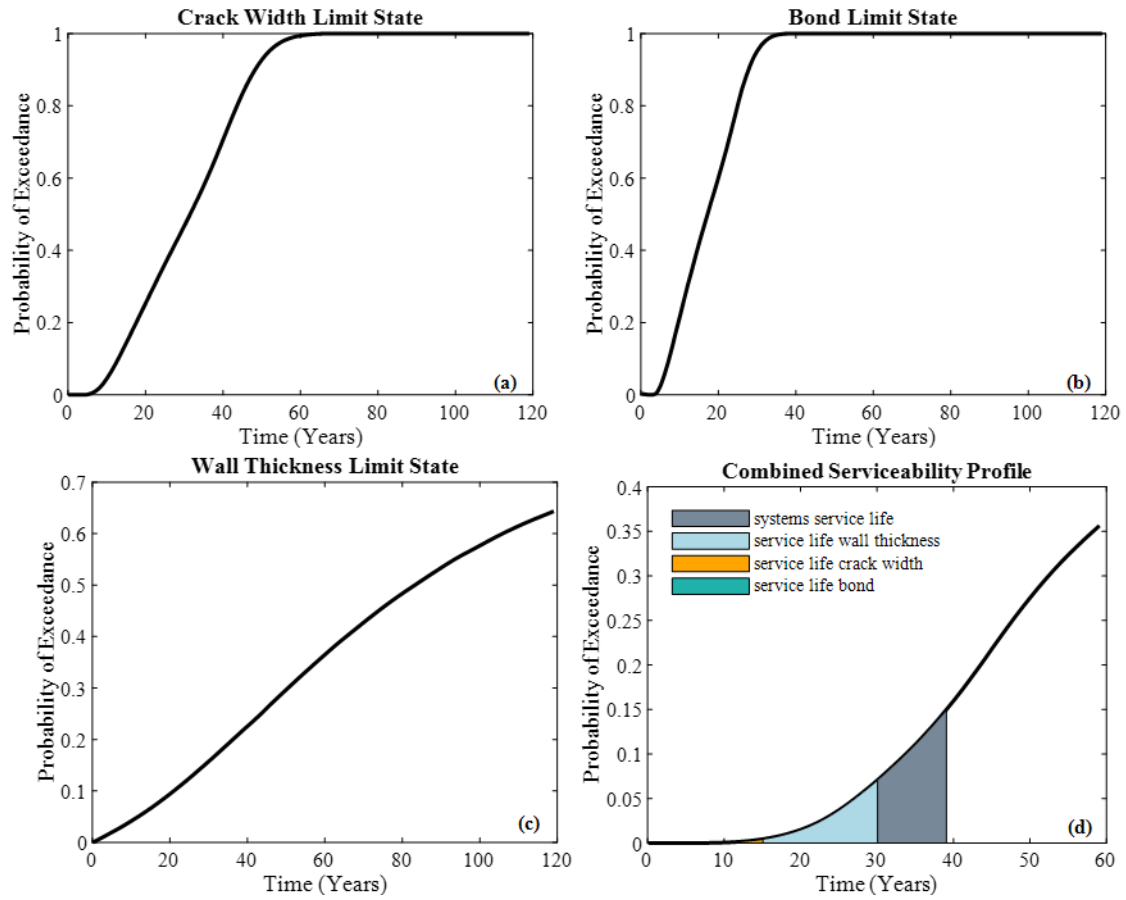 Crack Width Limit State
Probability of Exceedance
1
0.8
0.6
0.4
0.2
0
0 20 40 60 80 100 120
Time (Years)
(a)
Bond Limit State
Probability of Exceedance
1
0.8
0.6
0.4
0.2
0
0 20 40 60 80 100 120
Time (Years)
(b)
Wall Thickness Limit State
Probability of Exceedance
0.7
0.6
0.5
0.4
0.3
0.2
0.1
0
0 20 40 60 80 100 120
Time (Years)
(c)
Combined Serviceability Profile
Probability of Exceedance
0.4
0.35
0.3
0.25
0.2
0.15
0.1
0.05
0
0 10 20 30 40 50 60
Time (Years)
systems service life
service life wall thickness
service life crack width
service life bond
(d)